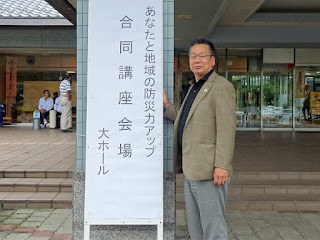 あなたと地域の防災力アップ
合同講座会場
大ホール